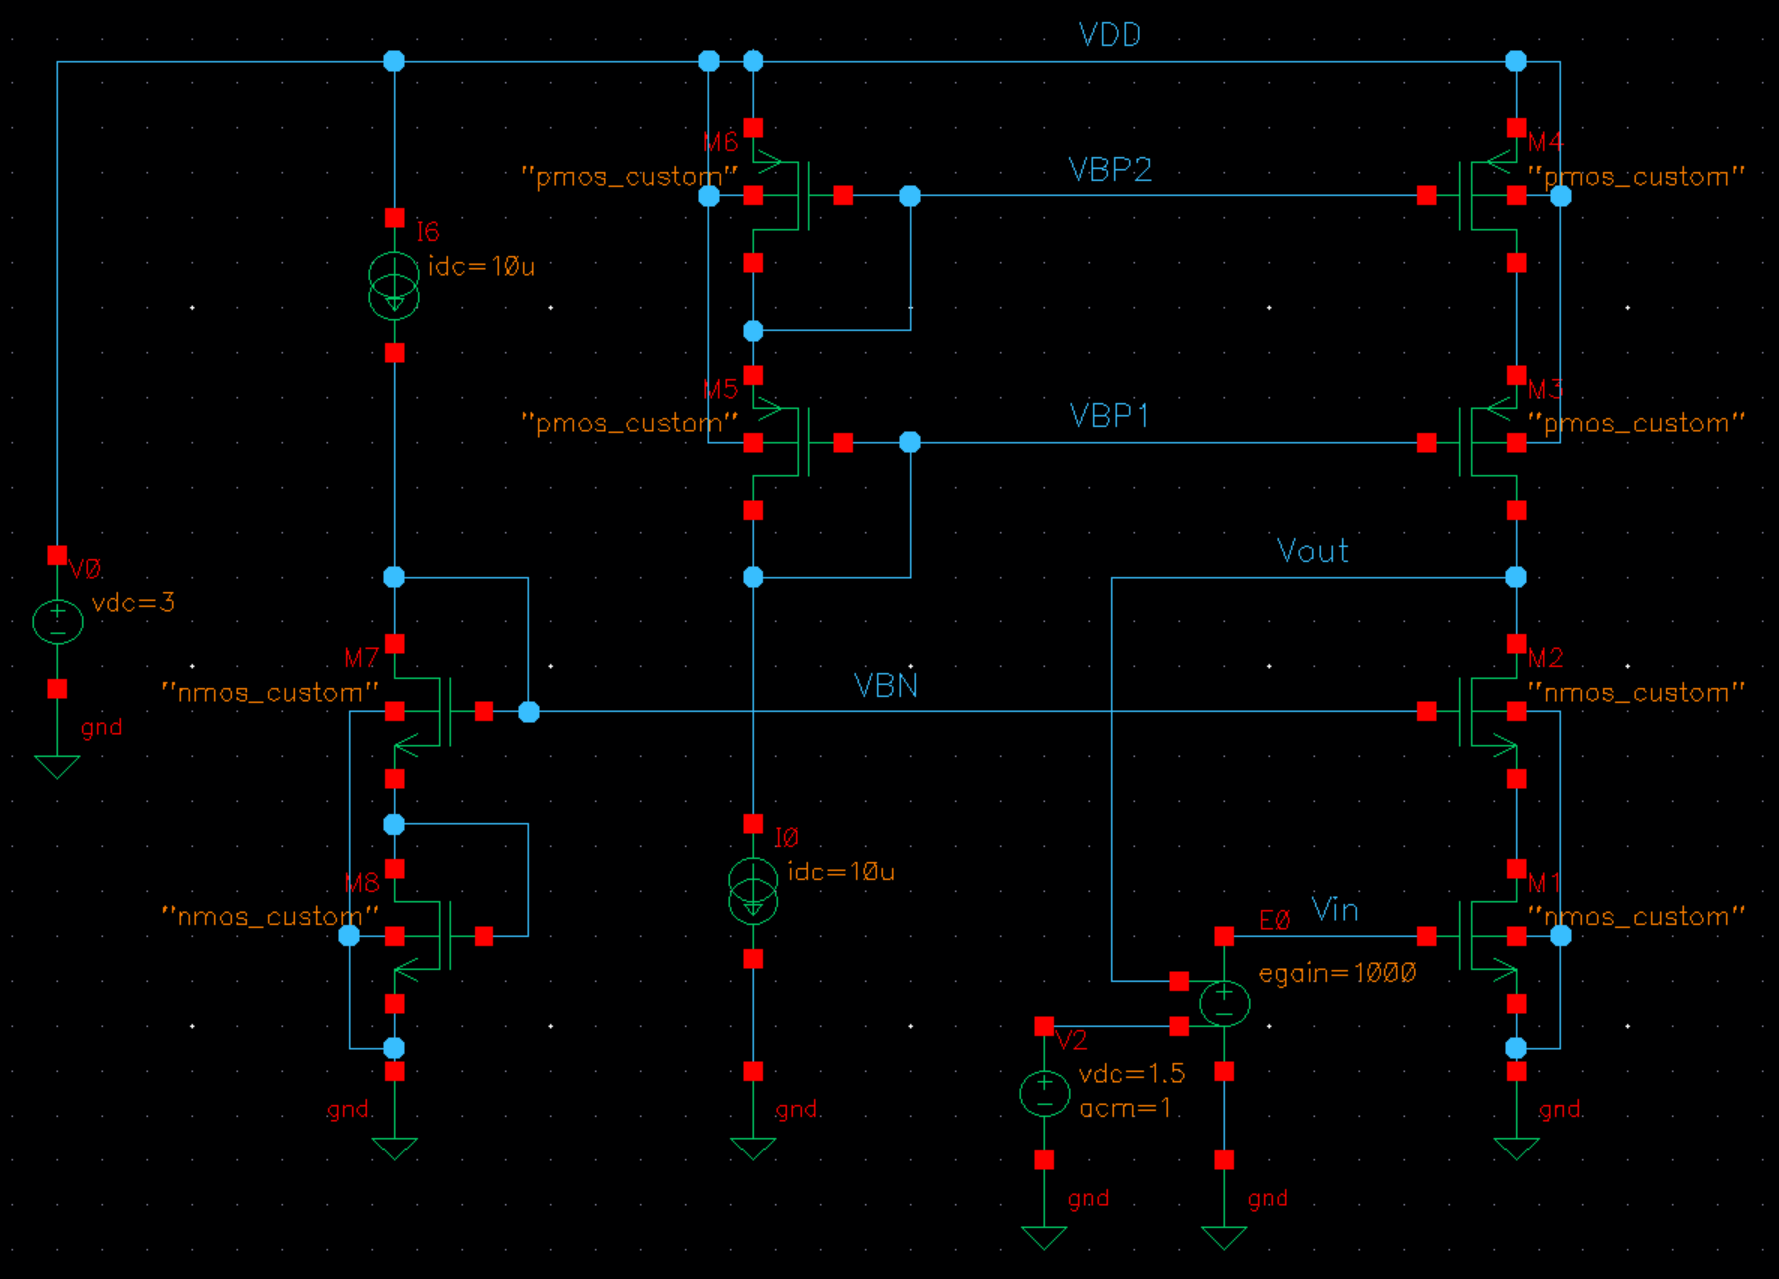 VDD
M6
"pmos_custom"
VBP2
M4
"pmos_custom"
I6
idc=10u
M5
"pmos_custom"
VBP1
M3
"pmos_custom"
Vout
V0
vdc=3
M7
"nmos_custom"
VBN
M2
"nmos_custom"
gnd
I0
idc=10u
M8
"nmos_custom"
E0
Vin
M1
"nmos_custom"
egain=1000
V2
vdc=1.5
acm=1
gnd
gnd
gnd
gnd
gnd